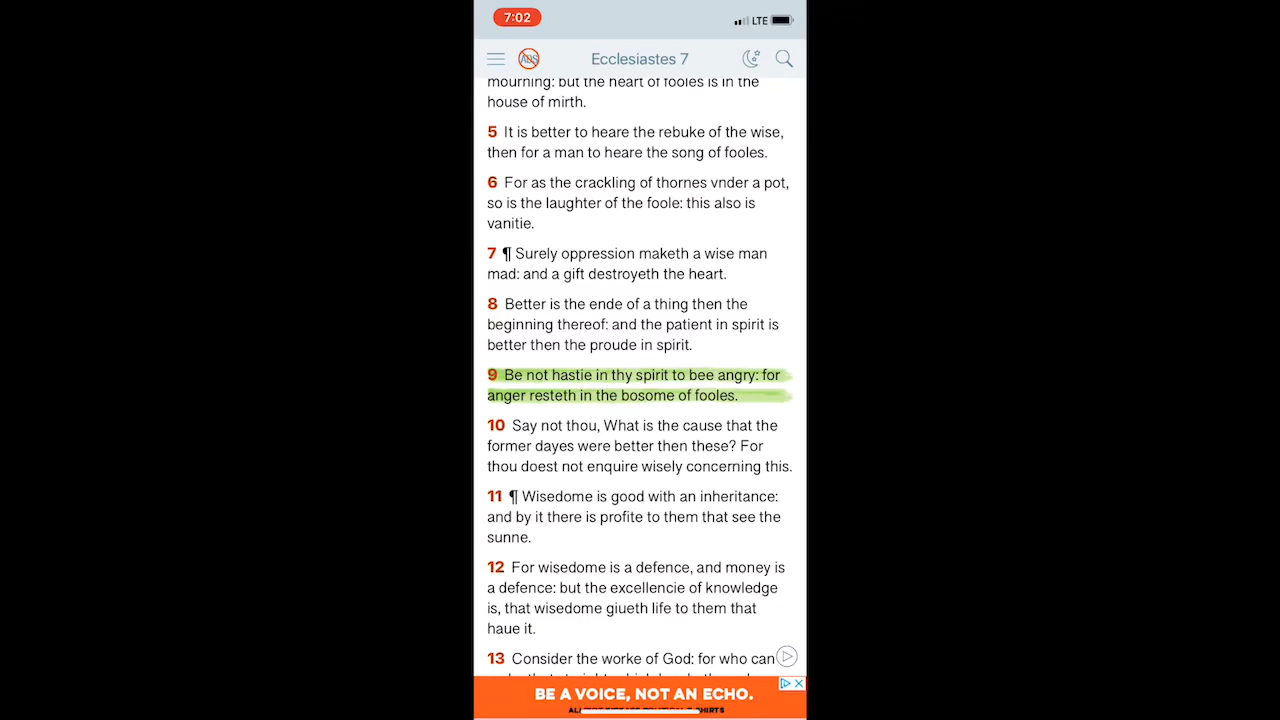 7:02
LTE
ADS
Ecclesiastes 7
mourning: but the heart of fooles is in the
house of mirth.
5 It is better to heare the rebuke of the wise,
then for a man to heare the song of fooles.
6 For as the crackling of thornes vnder a pot,
so is the laughter of the foole: this also is
vanitie.
7 ¶ Surely oppression maketh a wise man
mad: and a gift destroyeth the heart.
8 Better is the ende of a thing then the
beginning thereof: and the patient in spirit is
better then the proude in spirit.
9 Be not hastie in thy spirit to bee angry: for
anger resteth in the bosome of fooles.
10 Say not thou, What is the cause that the
former dayes were better then these? For
thou doest not enquire wisely concerning this.
11 ¶ Wisedome is good with an inheritance:
and by it there is profite to them that see the
sunne.
12 For wisedome is a defence, and money is
a defence: but the excellencie of knowledge
is, that wisedome giueth life to them that
haue it.
13 Consider the worke of God: for who can
BE A VOICE, NOT AN ECHO.